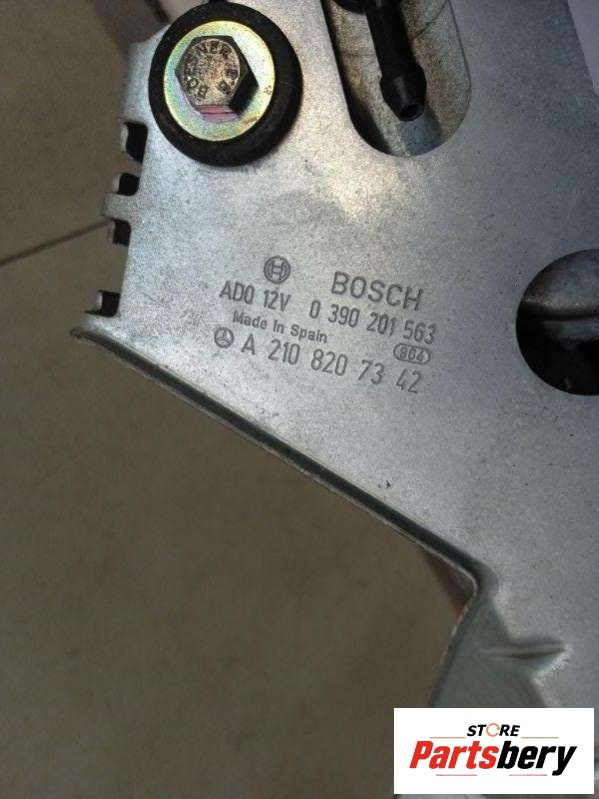 BOSCH
AD0 12V 0 390 201 563
Made in Spain 864
A 210 820 73 42
STORE
Partsbery